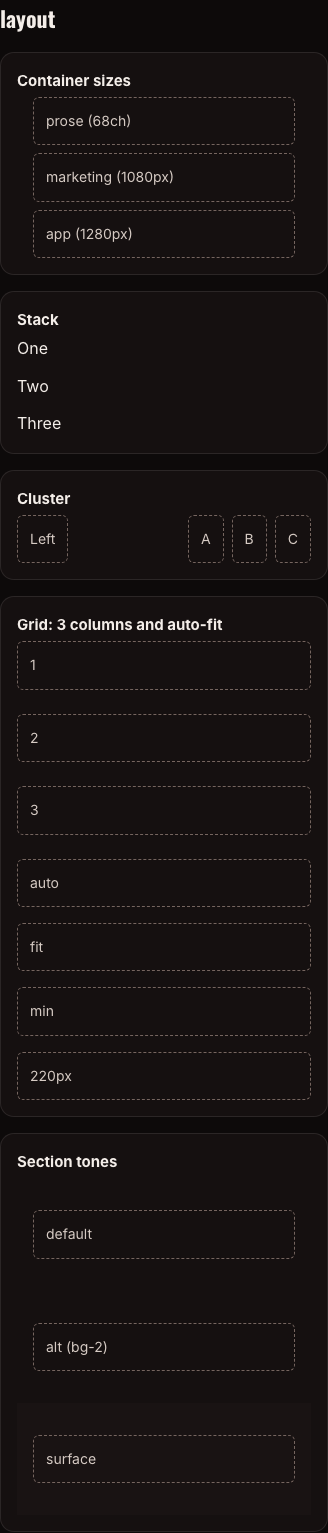 layout
Container sizes
prose (68ch)
marketing (1080px)
app (1280px)
Stack
One
Two
Three
Cluster
Left A B C
Grid: 3 columns and auto-fit
1
2
3
auto
fit
min
220px
Section tones
default
alt (bg-2)
surface